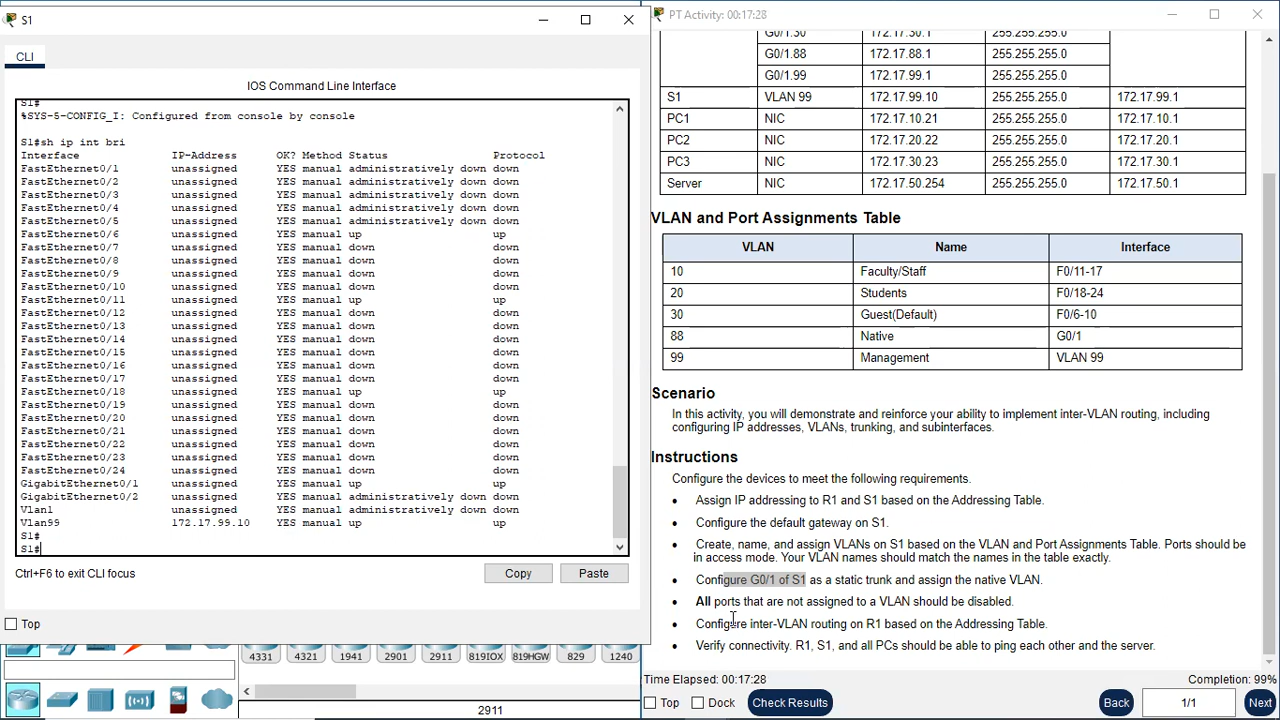 S1
CLI
IOS Command Line Interface
S1#
%SYS-5-CONFIG_I: Configured from console by console
S1#sh ip int bri
Interface IP-Address OK? Method Status Protocol
FastEthernet0/1 unassigned YES manual administratively down down
FastEthernet0/2 unassigned YES manual administratively down down
FastEthernet0/3 unassigned YES manual administratively down down
FastEthernet0/4 unassigned YES manual administratively down down
FastEthernet0/5 unassigned YES manual administratively down down
FastEthernet0/6 unassigned YES manual up up
FastEthernet0/7 unassigned YES manual down down
FastEthernet0/8 unassigned YES manual down down
FastEthernet0/9 unassigned YES manual down down
FastEthernet0/10 unassigned YES manual down down
FastEthernet0/11 unassigned YES manual up up
FastEthernet0/12 unassigned YES manual down down
FastEthernet0/13 unassigned YES manual down down
FastEthernet0/14 unassigned YES manual down down
FastEthernet0/15 unassigned YES manual down down
FastEthernet0/16 unassigned YES manual down down
FastEthernet0/17 unassigned YES manual down down
FastEthernet0/18 unassigned YES manual up up
FastEthernet0/19 unassigned YES manual down down
FastEthernet0/20 unassigned YES manual down down
FastEthernet0/21 unassigned YES manual down down
FastEthernet0/22 unassigned YES manual down down
FastEthernet0/23 unassigned YES manual down down
FastEthernet0/24 unassigned YES manual down down
GigabitEthernet0/1 unassigned YES manual up up
GigabitEthernet0/2 unassigned YES manual administratively down down
Vlan1 unassigned YES manual administratively down down
Vlan99 172.17.99.10 YES manual up up
S1#
S1#
Ctrl+F6 to exit CLI focus
Copy
Paste
Top
4331 4321 1941 2901 2911 819IOX 819HGW 829 1240
2911
PT Activity: 00:17:28
G0/1.30 172.17.30.1 255.255.255.0
G0/1.88 172.17.88.1 255.255.255.0
G0/1.99 172.17.99.1 255.255.255.0
S1 VLAN 99 172.17.99.10 255.255.255.0 172.17.99.1
PC1 NIC 172.17.10.21 255.255.255.0 172.17.10.1
PC2 NIC 172.17.20.22 255.255.255.0 172.17.20.1
PC3 NIC 172.17.30.23 255.255.255.0 172.17.30.1
Server NIC 172.17.50.254 255.255.255.0 172.17.50.1
VLAN and Port Assignments Table
VLAN Name Interface
10 Faculty/Staff F0/11-17
20 Students F0/18-24
30 Guest(Default) F0/6-10
88 Native G0/1
99 Management VLAN 99
Scenario
In this activity, you will demonstrate and reinforce your ability to implement inter-VLAN routing, including
configuring IP addresses, VLANs, trunking, and subinterfaces.
Instructions
Configure the devices to meet the following requirements.
• Assign IP addressing to R1 and S1 based on the Addressing Table.
• Configure the default gateway on S1.
• Create, name, and assign VLANs on S1 based on the VLAN and Port Assignments Table. Ports should be
in access mode. Your VLAN names should match the names in the table exactly.
• Configure G0/1 of S1 as a static trunk and assign the native VLAN.
• All ports that are not assigned to a VLAN should be disabled.
• Configure inter-VLAN routing on R1 based on the Addressing Table.
• Verify connectivity. R1, S1, and all PCs should be able to ping each other and the server.
Time Elapsed: 00:17:28 Completion: 99%
Top Dock Check Results Back 1/1 Next